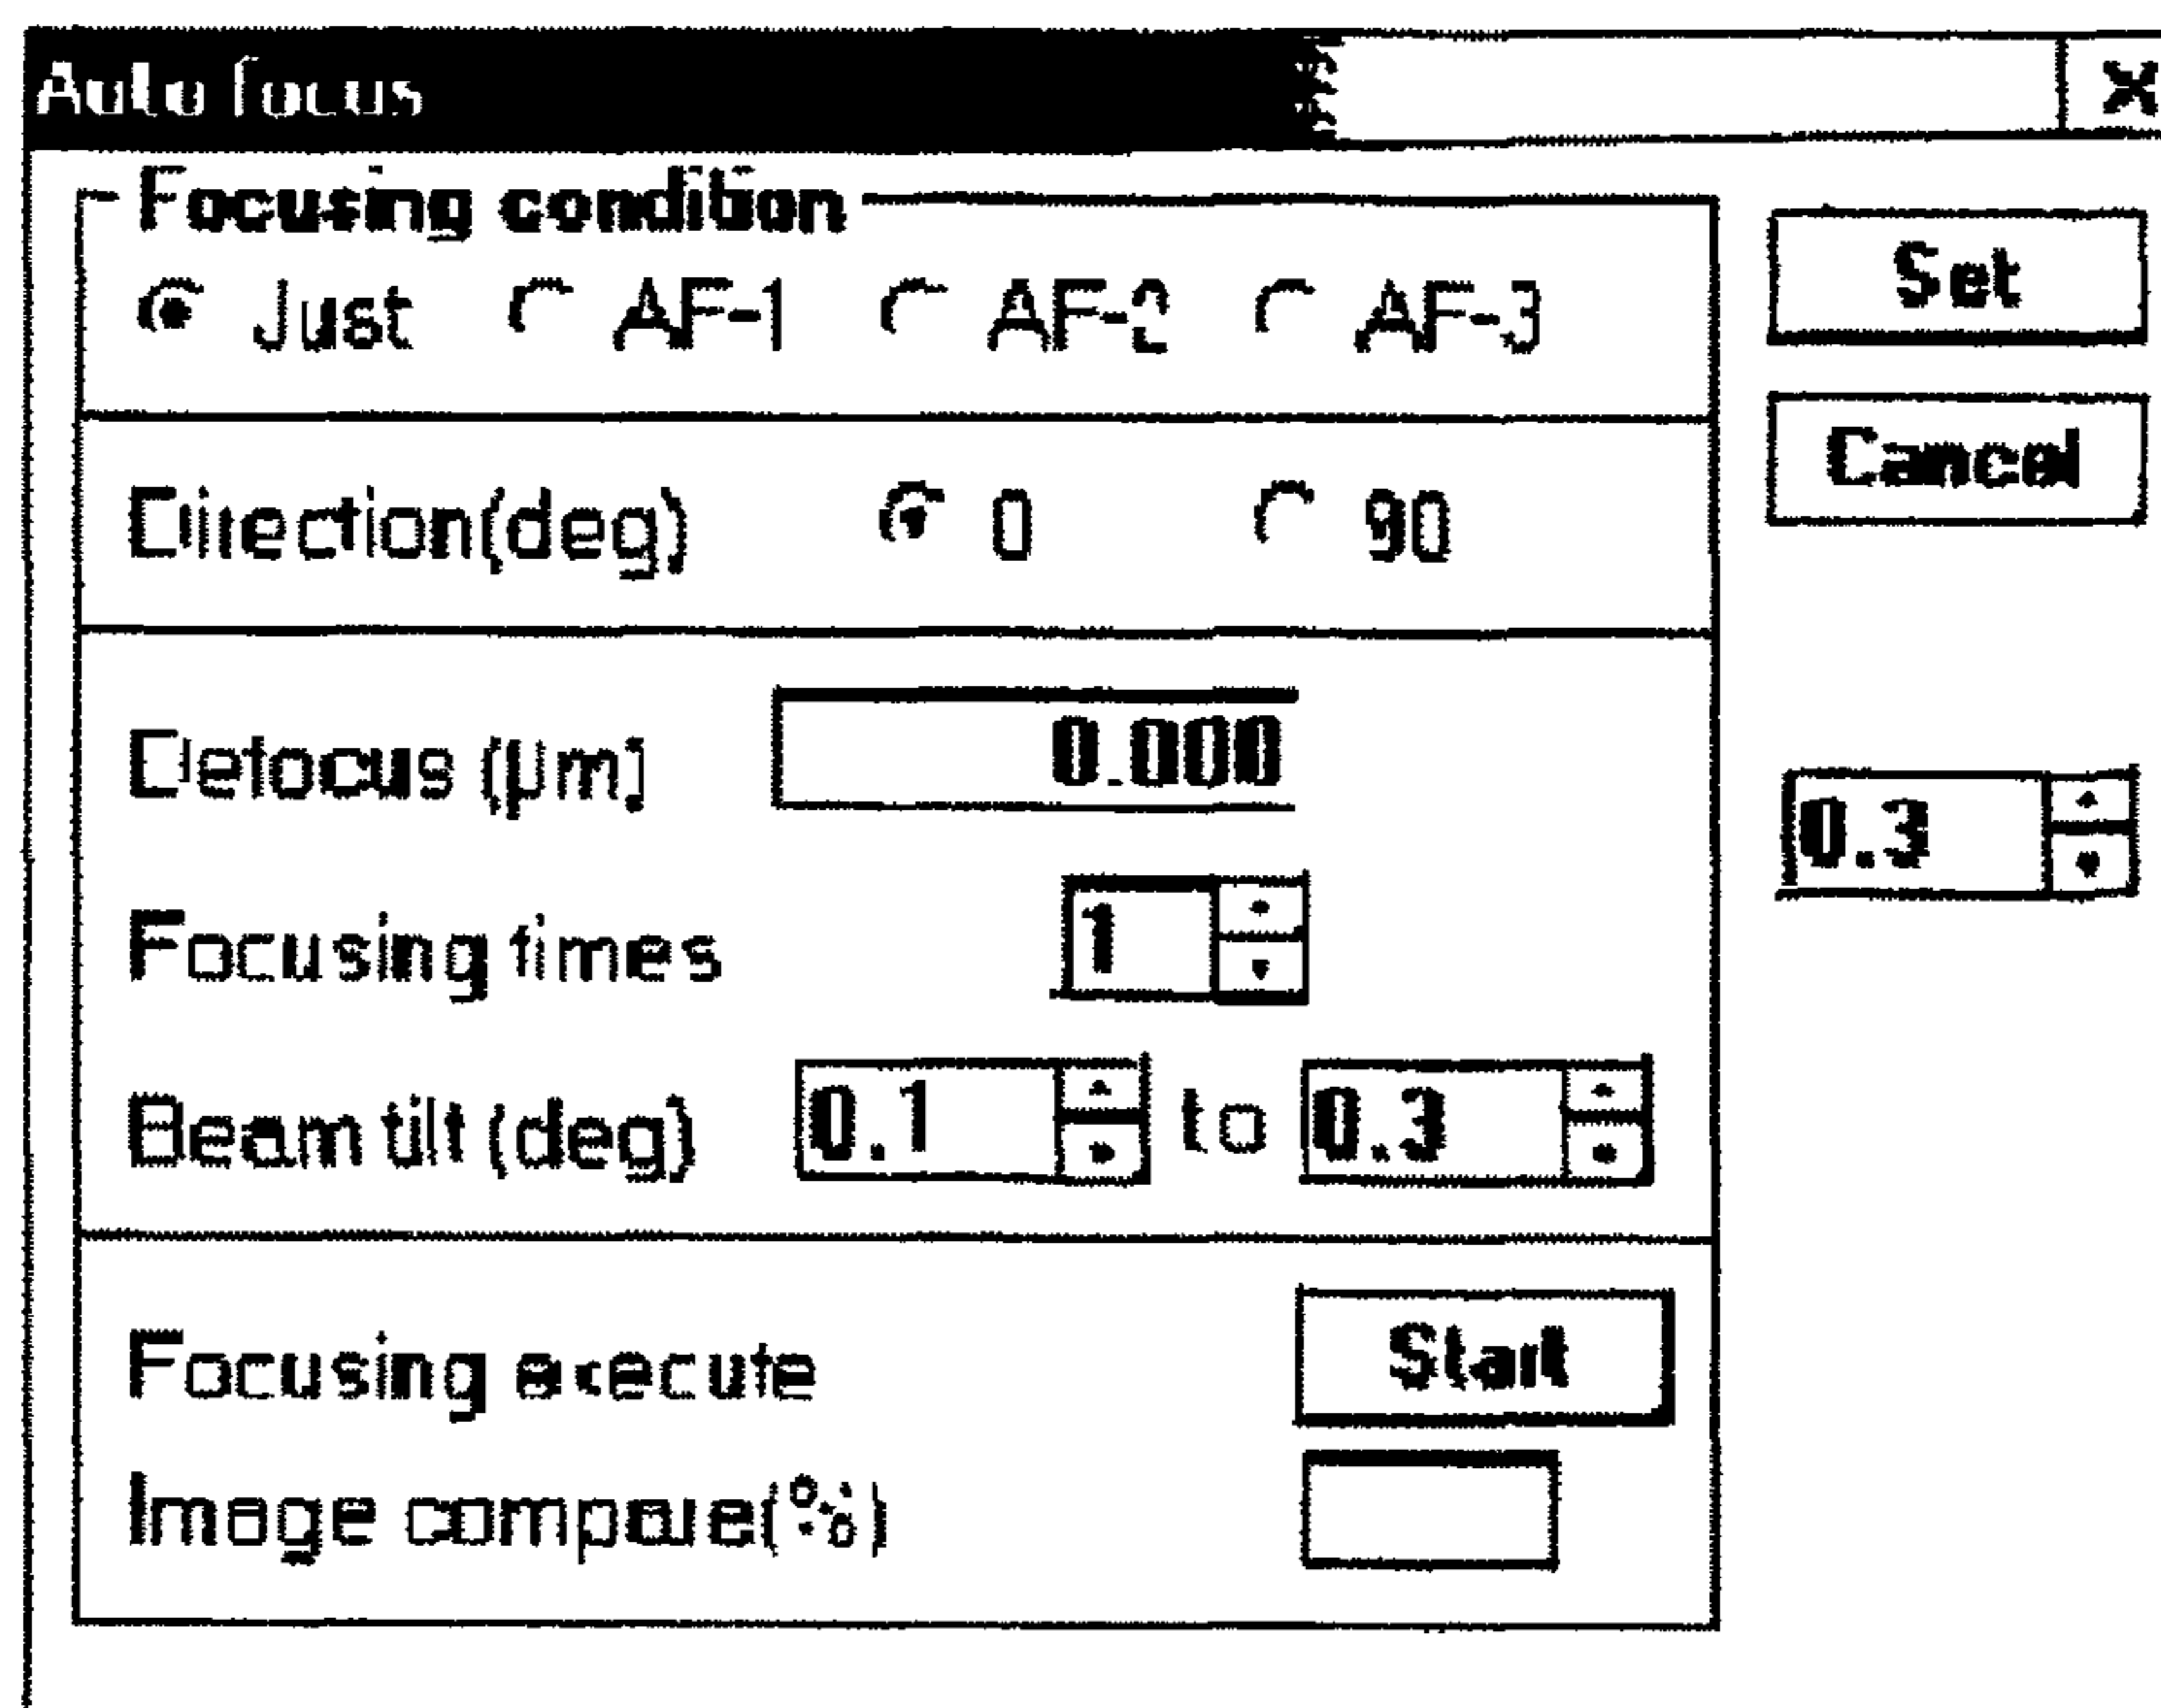 Auto focus
Focusing condition
Just AF-1 AF-2 AF-3
Set
Cancel
Direction(deg) 0 90
Defocus (μm) 0.000
0.3
Focusing times 1
Beam tilt (deg) 0.1 to 0.3
Focusing execute Start
Image compare(%)